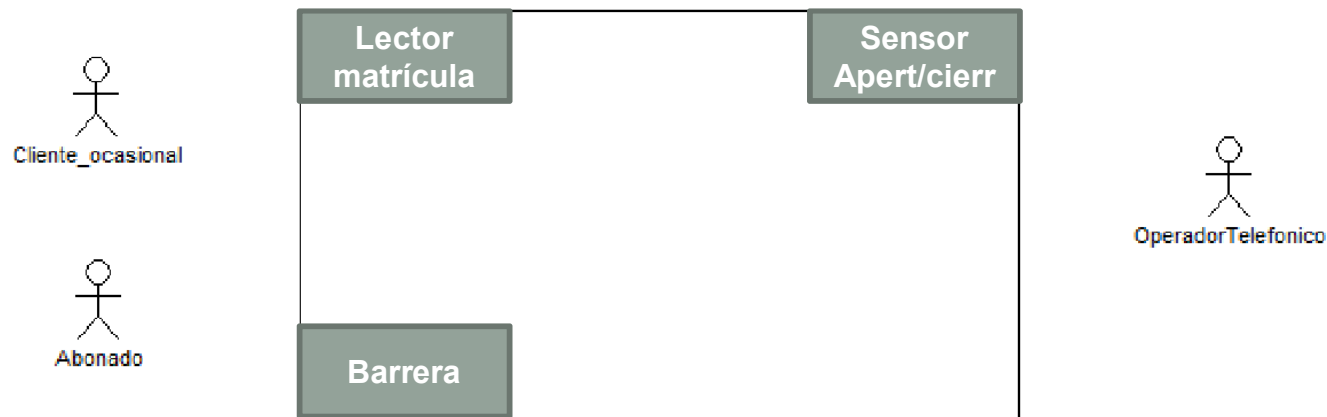 Lector
matrícula
Sensor
Apert/cierr
Cliente_ocasional
OperadorTelefonico
Abonado
Barrera